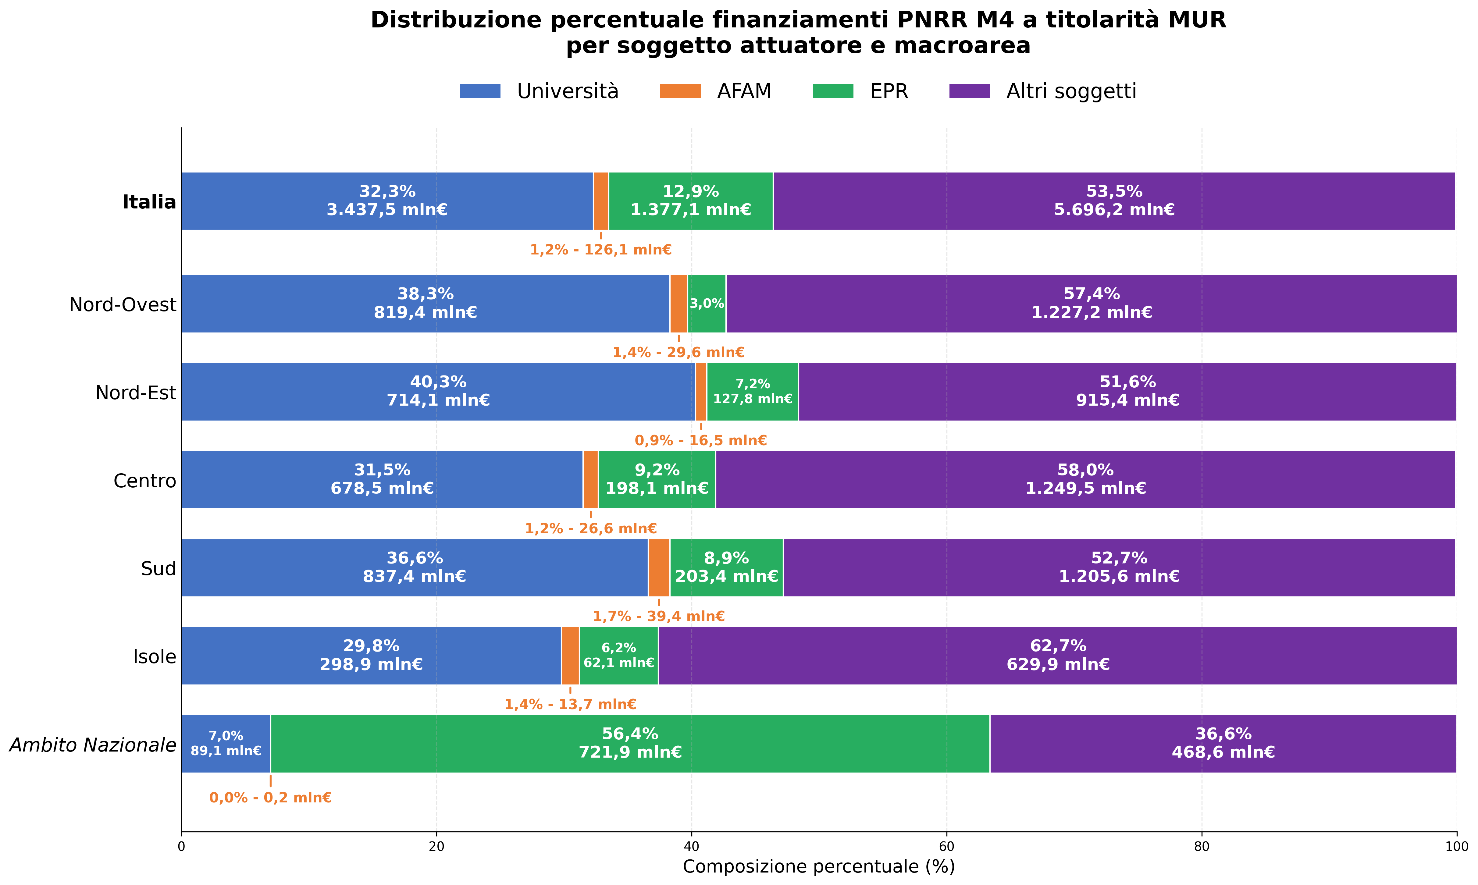 Distribuzione percentuale finanziamenti PNRR M4 a titolarità MUR
per soggetto attuatore e macroarea
Università
AFAM
EPR
Altri soggetti
Italia
32,3%
3.437,5 mln€
12,9%
1.377,1 mln€
53,5%
5.696,2 mln€
1,2% - 126,1 mln€
Nord-Ovest
38,3%
819,4 mln€
3,0%
57,4%
1.227,2 mln€
1,4% - 29,6 mln€
Nord-Est
40,3%
714,1 mln€
7,2%
127,8 mln€
51,6%
915,4 mln€
0,9% - 16,5 mln€
Centro
31,5%
678,5 mln€
9,2%
198,1 mln€
58,0%
1.249,5 mln€
1,2% - 26,6 mln€
Sud
36,6%
837,4 mln€
8,9%
203,4 mln€
52,7%
1.205,6 mln€
1,7% - 39,4 mln€
Isole
29,8%
298,9 mln€
6,2%
62,1 mln€
62,7%
629,9 mln€
1,4% - 13,7 mln€
Ambito Nazionale
7,0%
89,1 mln€
56,4%
721,9 mln€
36,6%
468,6 mln€
0,0% - 0,2 mln€
0
20
40
60
80
100
Composizione percentuale (%)